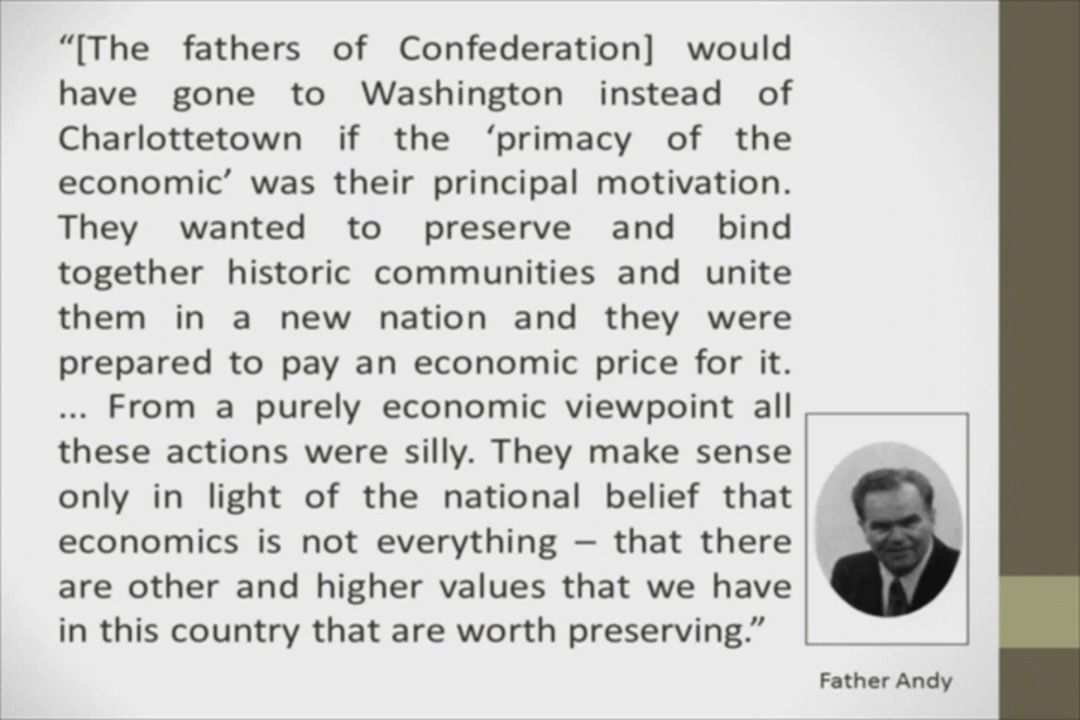 “[The fathers of Confederation] would
have gone to Washington instead of
Charlottetown if the ‘primacy of the
economic’ was their principal motivation.
They wanted to preserve and bind
together historic communities and unite
them in a new nation and they were
prepared to pay an economic price for it.
... From a purely economic viewpoint all
these actions were silly. They make sense
only in light of the national belief that
economics is not everything – that there
are other and higher values that we have
in this country that are worth preserving.”
Father Andy